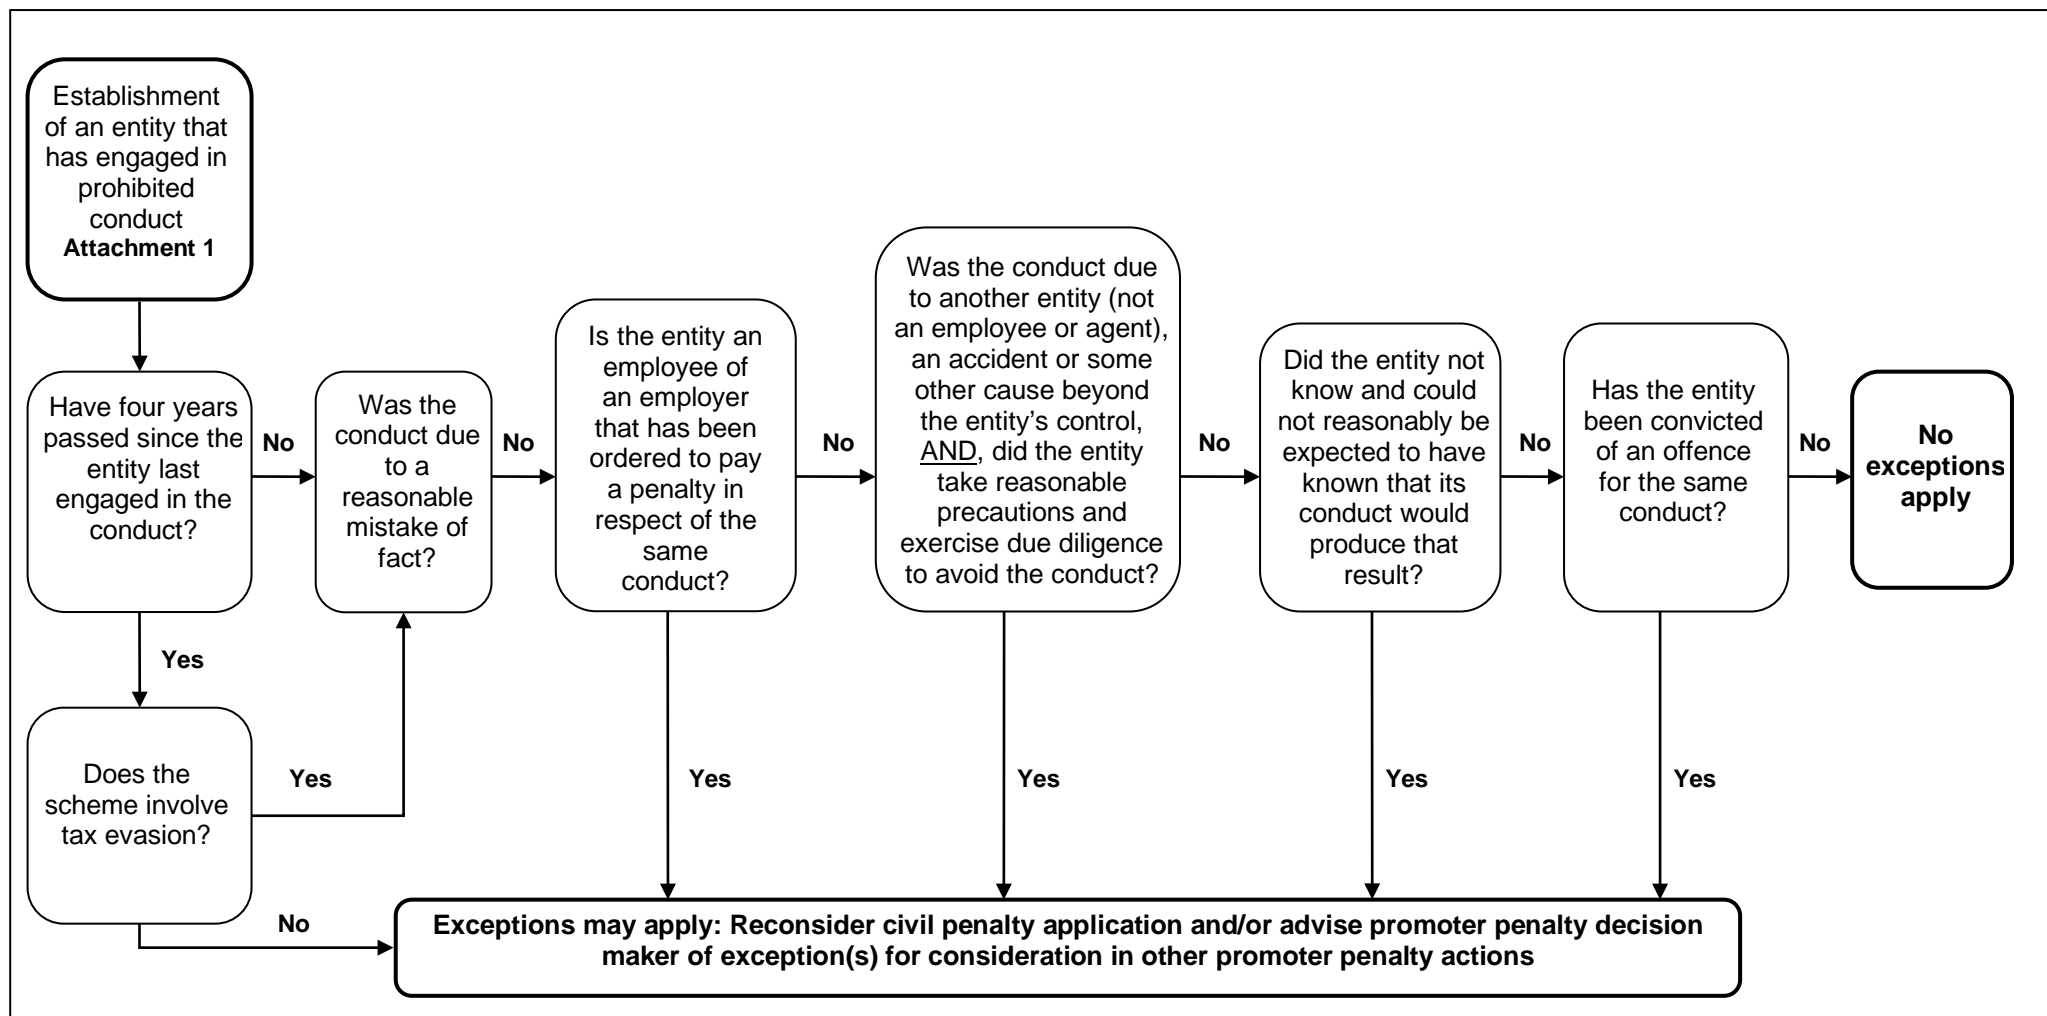 Establishment
of an entity that
has engaged in
prohibited
conduct
Attachment 1
Have four years
passed since the
entity last
engaged in the
conduct?
No
Was the
conduct due
to a
reasonable
mistake of
fact?
No
Is the entity an
employee of
an employer
that has been
ordered to pay
a penalty in
respect of the
same
conduct?
No
Was the conduct due
to another entity (not
an employee or agent),
an accident or some
other cause beyond
the entity’s control,
AND, did the entity
take reasonable
precautions and
exercise due diligence
to avoid the conduct?
No
Did the entity not
know and could
not reasonably be
expected to have
known that its
conduct would
produce that
result?
No
Has the entity
been convicted
of an offence
for the same
conduct?
No
No
exceptions
apply
Yes
Does the
scheme involve
tax evasion?
Yes
Yes
Yes
Yes
Yes
No
Exceptions may apply: Reconsider civil penalty application and/or advise promoter penalty decision
maker of exception(s) for consideration in other promoter penalty actions